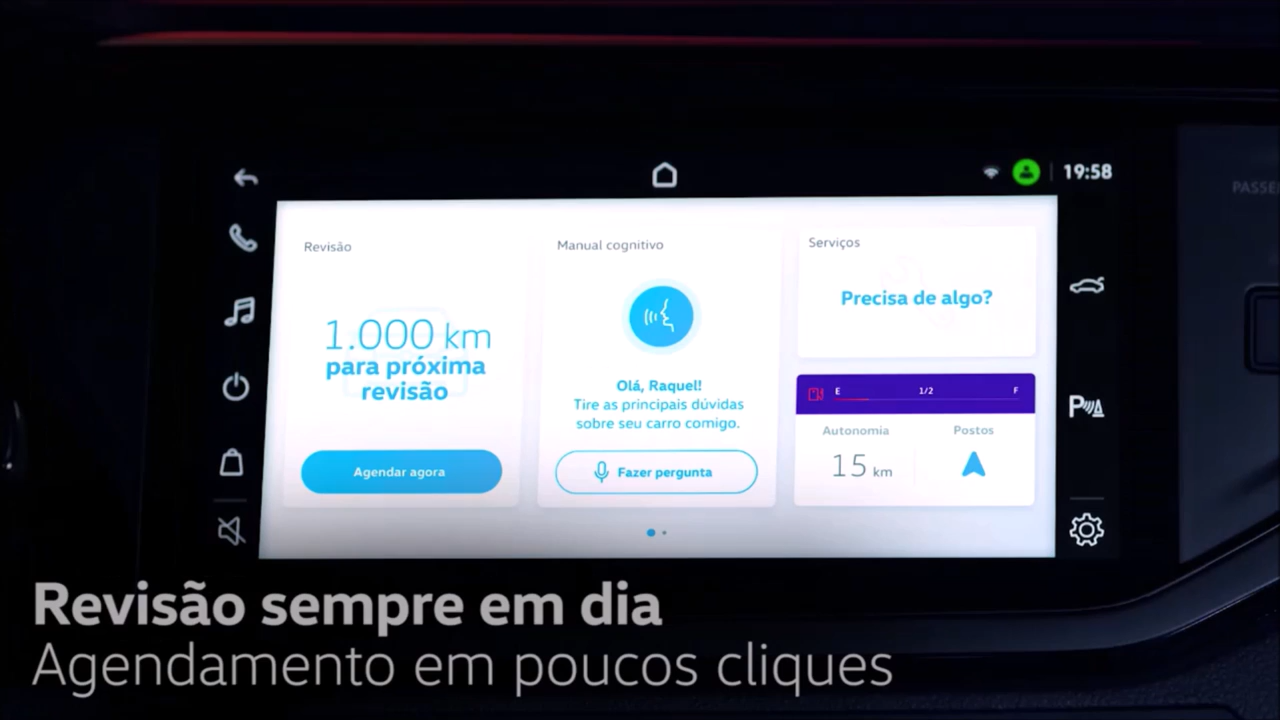 19:58
PASSE
Revisão
1.000 km
para próxima
revisão
Agendar agora
Manual cognitivo
Olá, Raquel!
Tire as principais dúvidas
sobre seu carro comigo.
Fazer pergunta
Serviços
Precisa de algo?
E 1/2 F
Autonomia
15 km
Postos
P
Revisão sempre em dia
Agendamento em poucos cliques